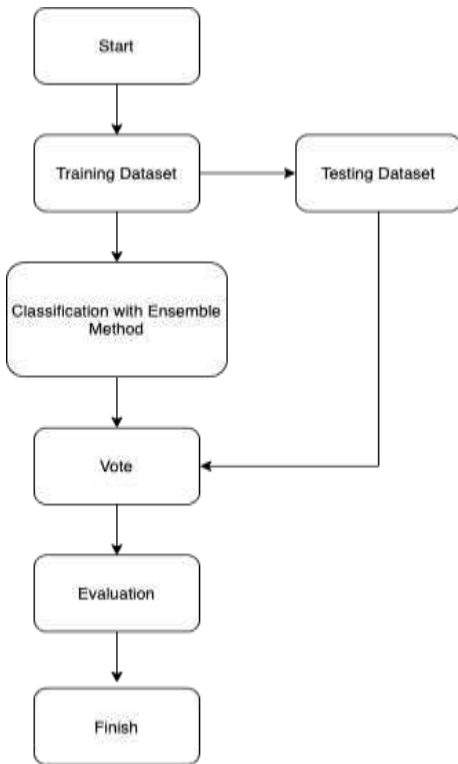 Start
Training Dataset
Testing Dataset
Classification with Ensemble
Method
Vote
Evaluation
Finish